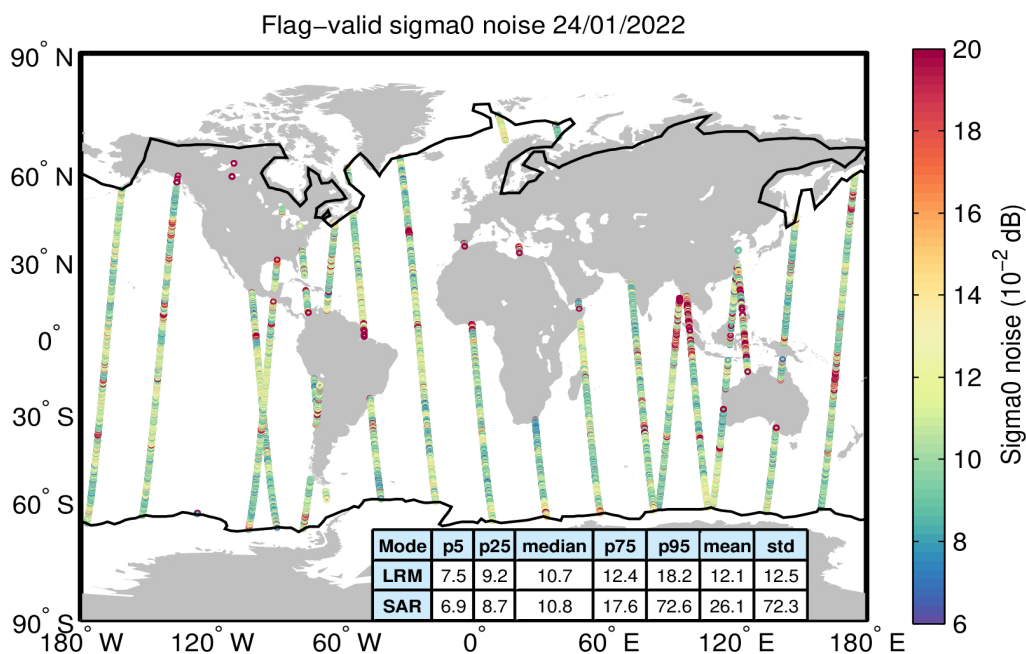 Flag−valid sigma0 noise 24/01/2022
90° N
60° N
30° N
0°
30° S
60° S
90° S
180° W
120° W
60° W
0°
60° E
120° E
180° E
Mode p5 p25 median p75 p95 mean std
LRM 7.5 9.2 10.7 12.4 18.2 12.1 12.5
SAR 6.9 8.7 10.8 17.6 72.6 26.1 72.3
20
18
16
14
12
10
8
6
Sigma0 noise (10⁻² dB)